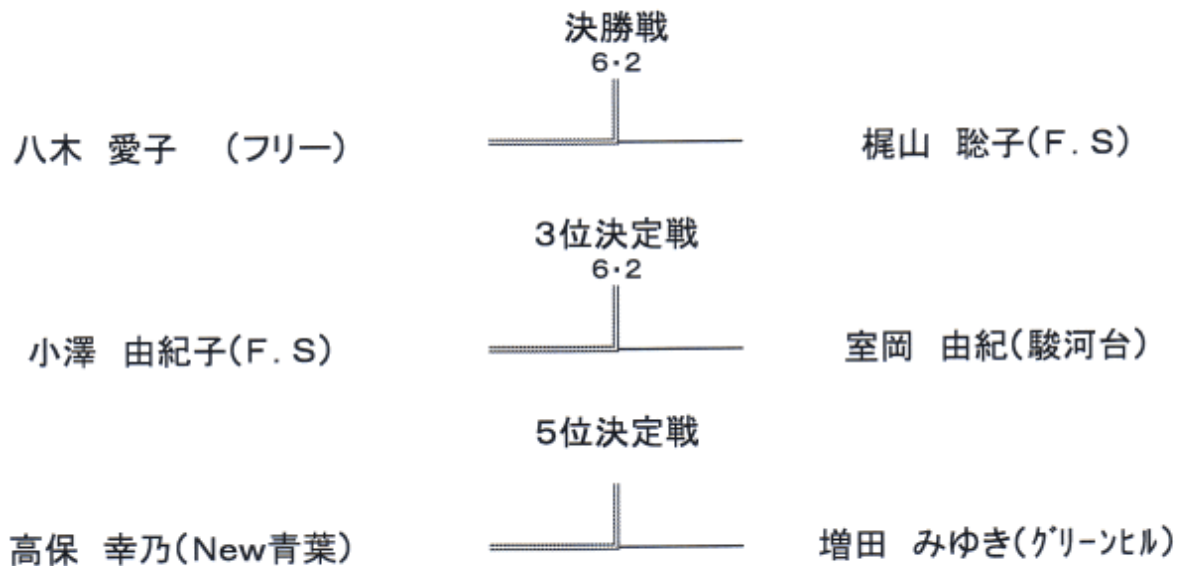 決勝戦
6・2
八木 愛子 (フリー) 梶山 聡子(F.S)
3位決定戦
6・2
小澤 由紀子(F.S) 室岡 由紀(駿河台)
5位決定戦
高保 幸乃(New青葉) 増田 みゆき(グリーンヒル)